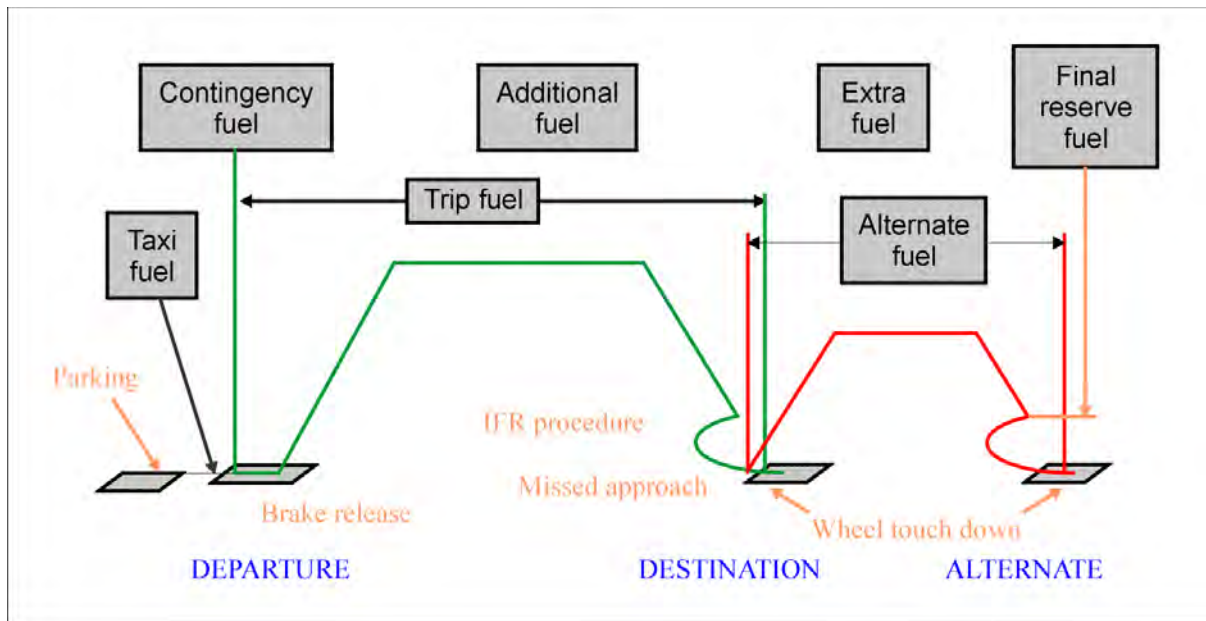 Contingency
fuel
Additional
fuel
Extra
fuel
Final
reserve
fuel
Trip fuel
Taxi
fuel
Alternate
fuel
Parking
IFR procedure
Missed approach
Brake release
Wheel touch down
DEPARTURE
DESTINATION
ALTERNATE